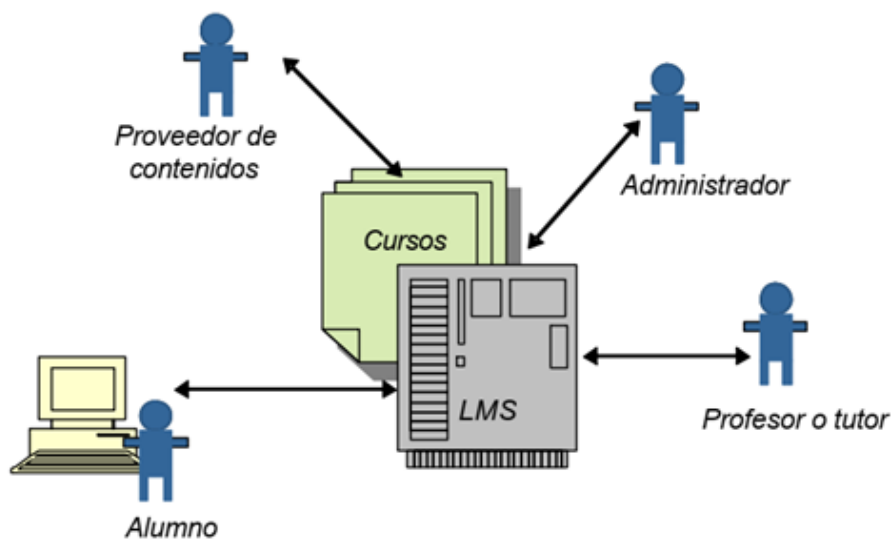 Proveedor de
contenidos
Administrador
Cursos
LMS
Profesor o tutor
Alumno